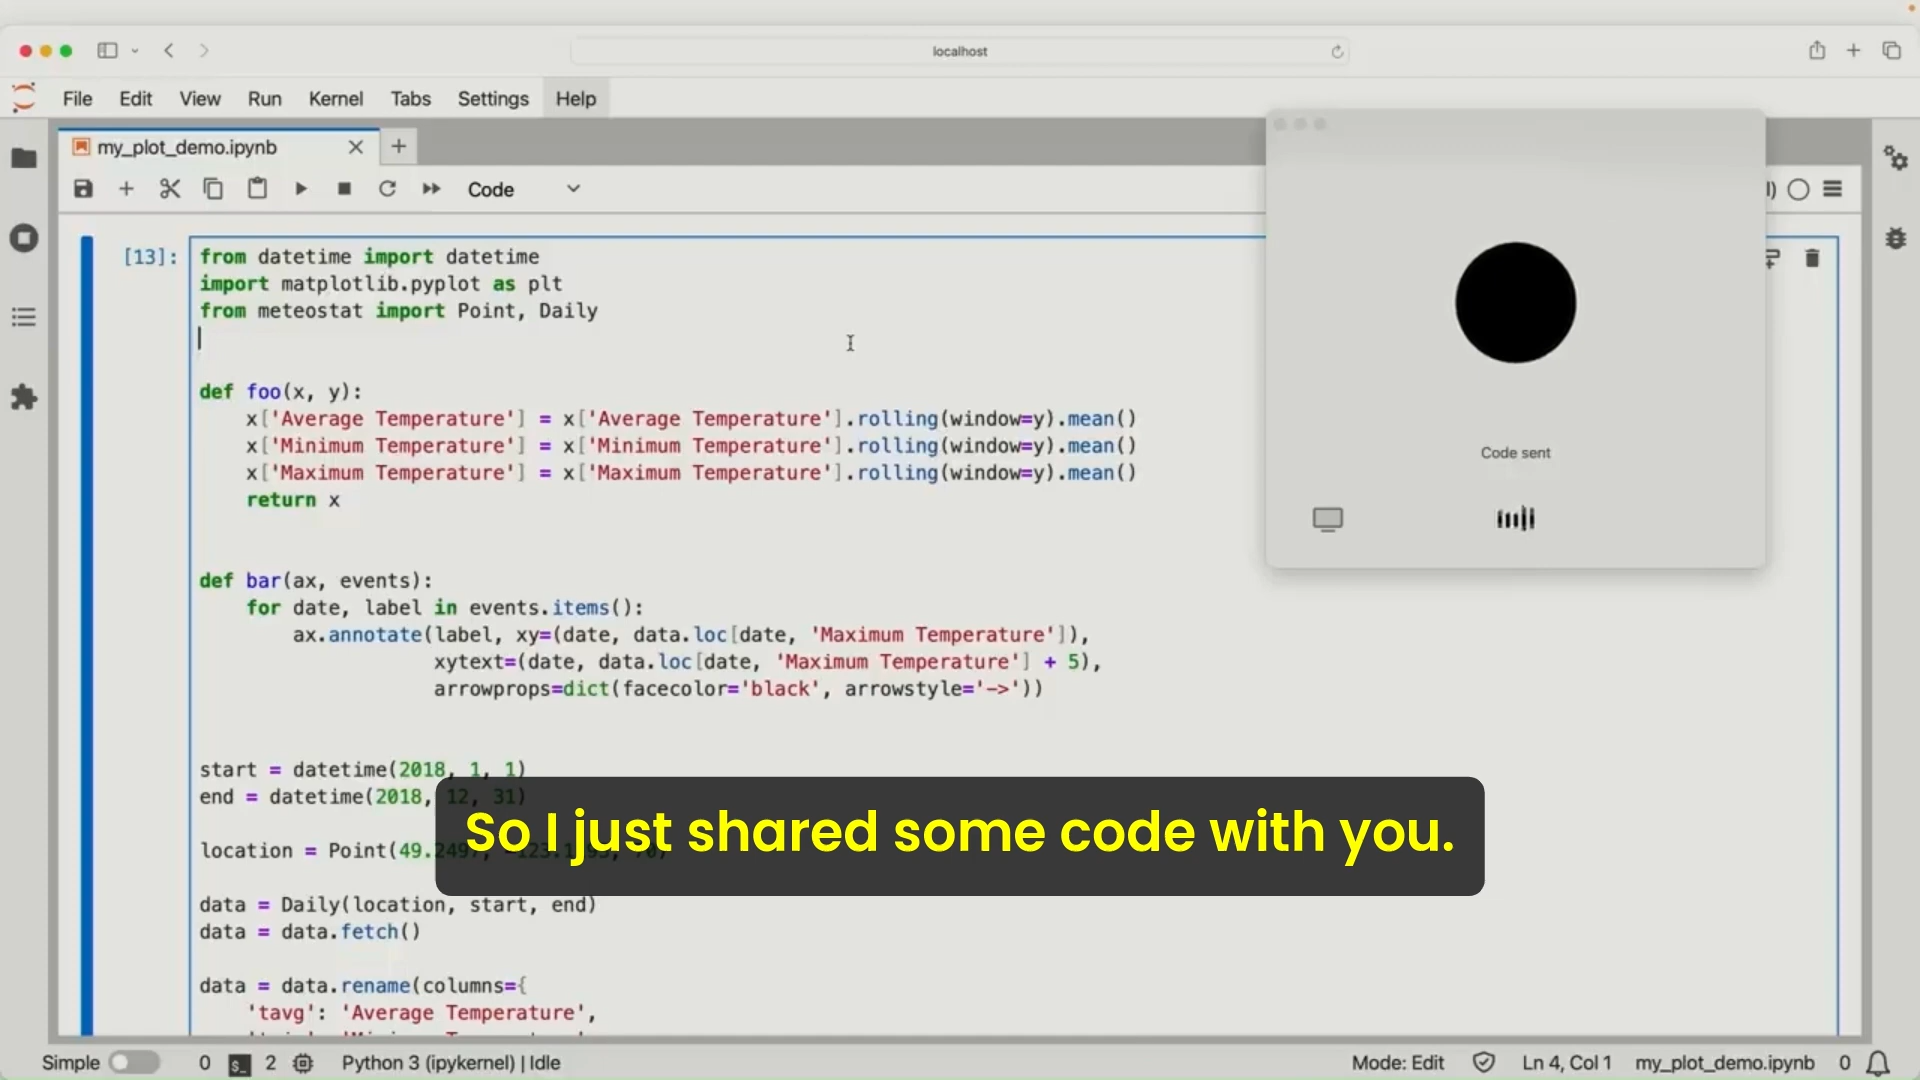 localhost
File Edit View Run Kernel Tabs Settings Help
my_plot_demo.ipynb
Code
[13]:
from datetime import datetime
import matplotlib.pyplot as plt
from meteostat import Point, Daily
def foo(x, y):
x['Average Temperature'] = x['Average Temperature'].rolling(window=y).mean()
x['Minimum Temperature'] = x['Minimum Temperature'].rolling(window=y).mean()
x['Maximum Temperature'] = x['Maximum Temperature'].rolling(window=y).mean()
return x
Code sent
def bar(ax, events):
for date, label in events.items():
ax.annotate(label, xy=(date, data.loc[date, 'Maximum Temperature']),
xytext=(date, data.loc[date, 'Maximum Temperature'] + 5),
arrowprops=dict(facecolor='black', arrowstyle='->'))
start = datetime(2018, 1, 1)
end = datetime(2018, 12, 31)
location = Point(
So I just shared some code with you.
data = Daily(location, start, end)
data = data.fetch()
data = data.rename(columns={
'tavg': 'Average Temperature',
Simple 0 2 Python 3 (ipykernel) | Idle Mode: Edit Ln 4, Col 1 my_plot_demo.ipynb 0